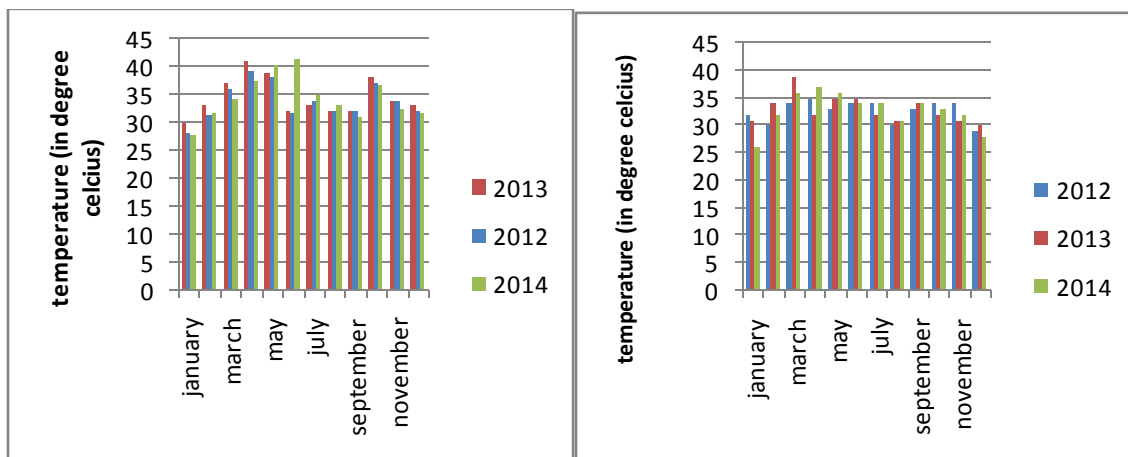 temperature (in degree
celcius)
45
40
35
30
25
20
15
10
5
0
january
march
may
july
september
november
2013
2012
2014
temperature (in degree celcius)
45
40
35
30
25
20
15
10
5
0
january
march
may
july
september
november
2012
2013
2014